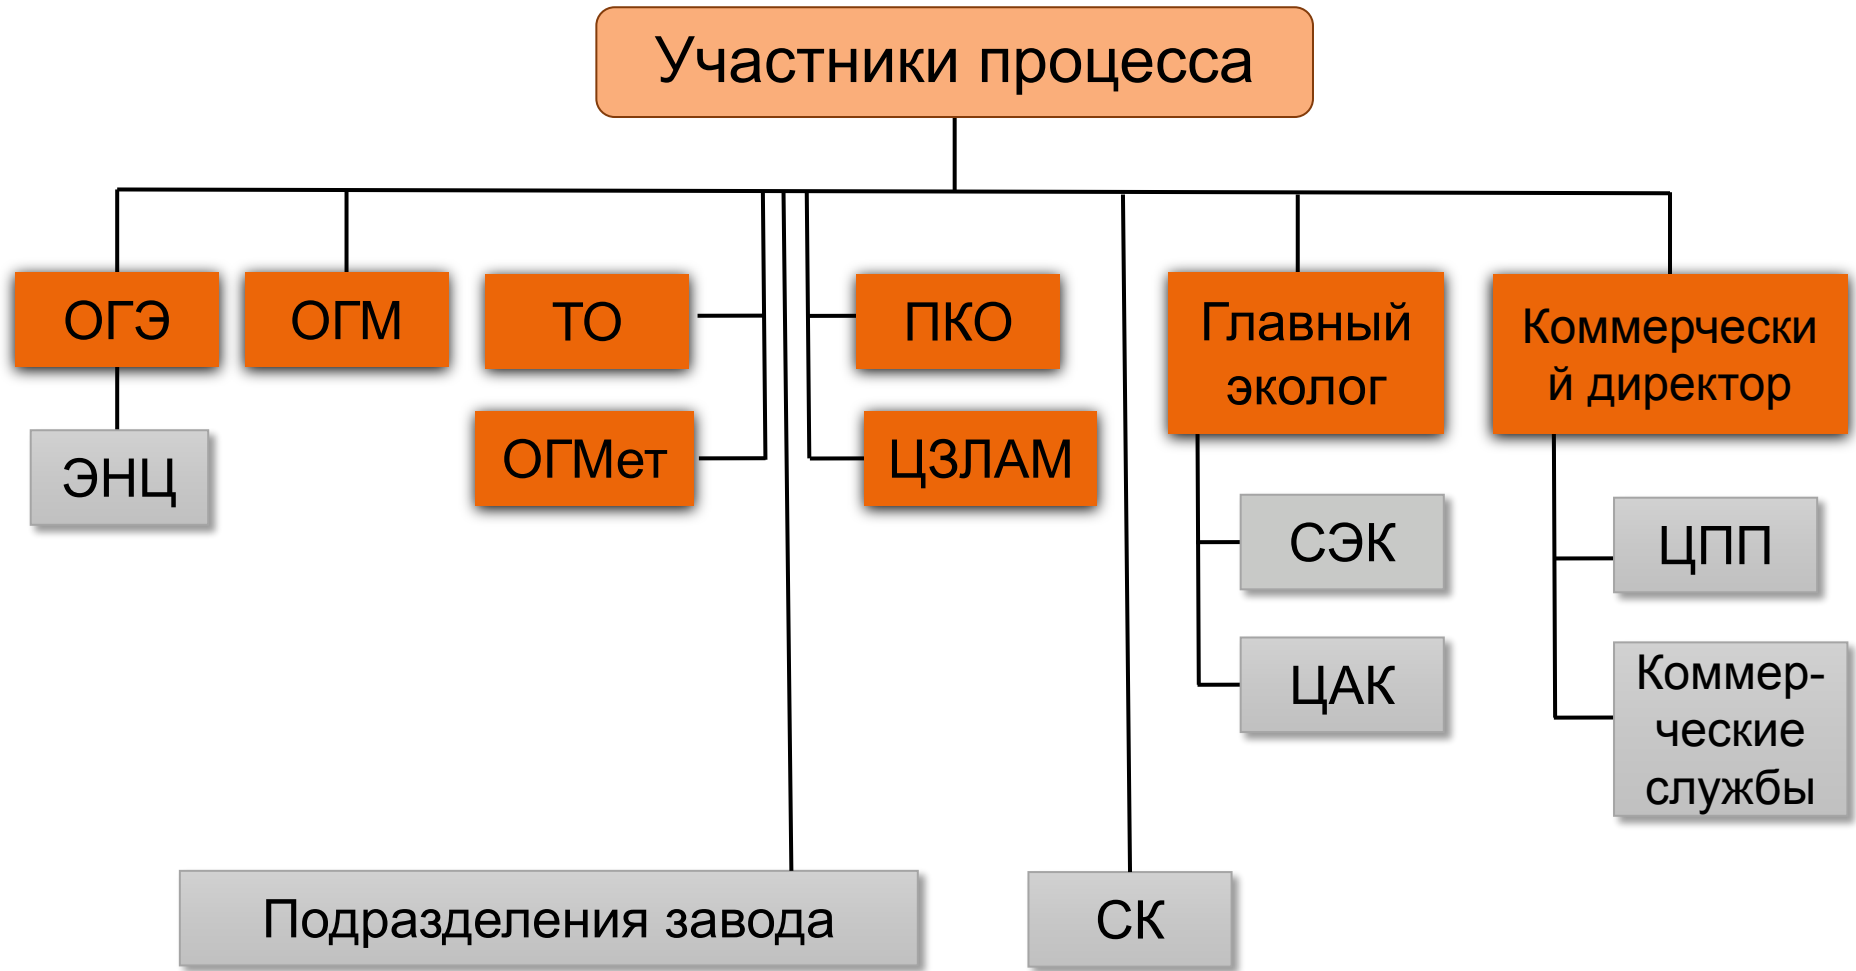 Участники процесса
ОГЭ
ОГМ
ТО
ПКО
Главный
эколог
Коммерчески
й директор
ОГМет
ЦЗЛАМ
ЭНЦ
СЭК
ЦПП
ЦАК
Коммер-
ческие
службы
Подразделения завода
СК